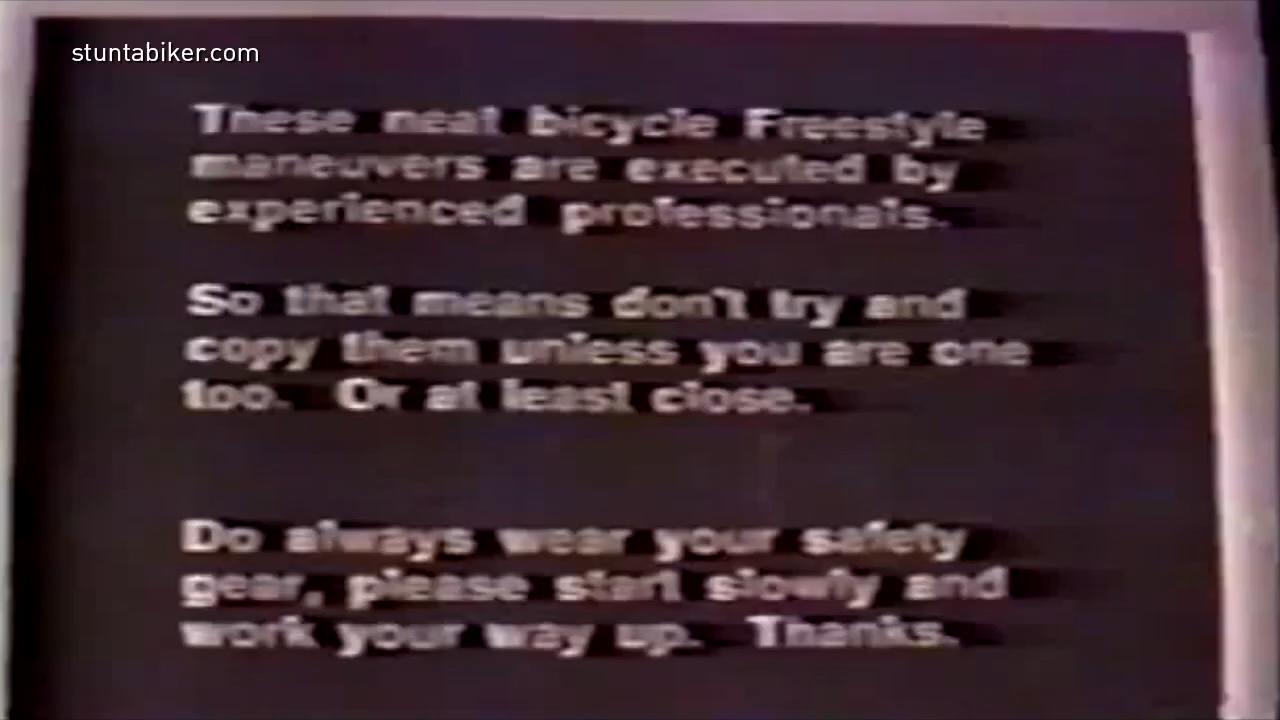 stuntabiker.com
These neat bicycle Freestyle
maneuvers are executed by
experienced professionals.
So that means don't try and
copy them unless you are one
too. Or at least close.
Do always wear your safety
gear, please start slowly and
work your way up. Thanks.